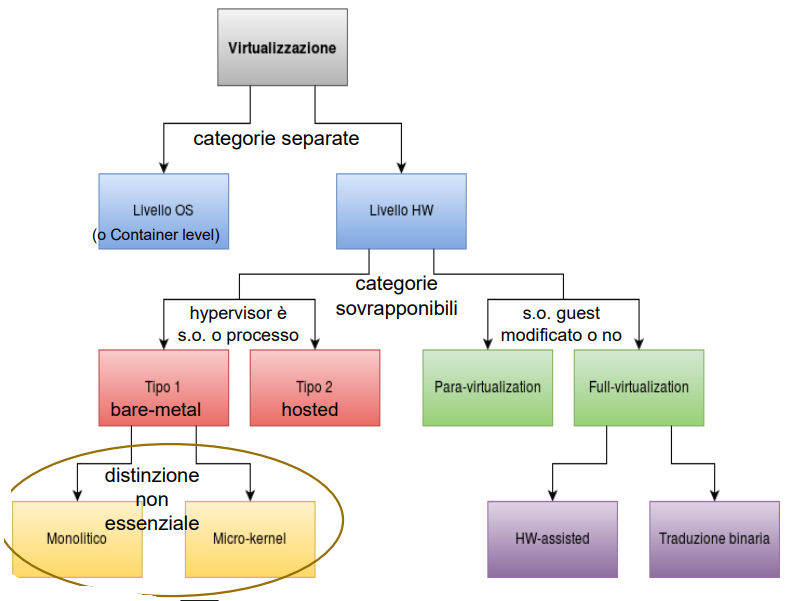 Virtualizzazione
categorie separate
Livello OS
(o Container level)
Livello HW
categorie
sovrapponibili
hypervisor è
s.o. o processo
s.o. guest
modificato o no
Tipo 1
bare-metal
Tipo 2
hosted
Para-virtualization
Full-virtualization
distinzione
non
essenziale
Monolitico
Micro-kernel
HW-assisted
Traduzione binaria